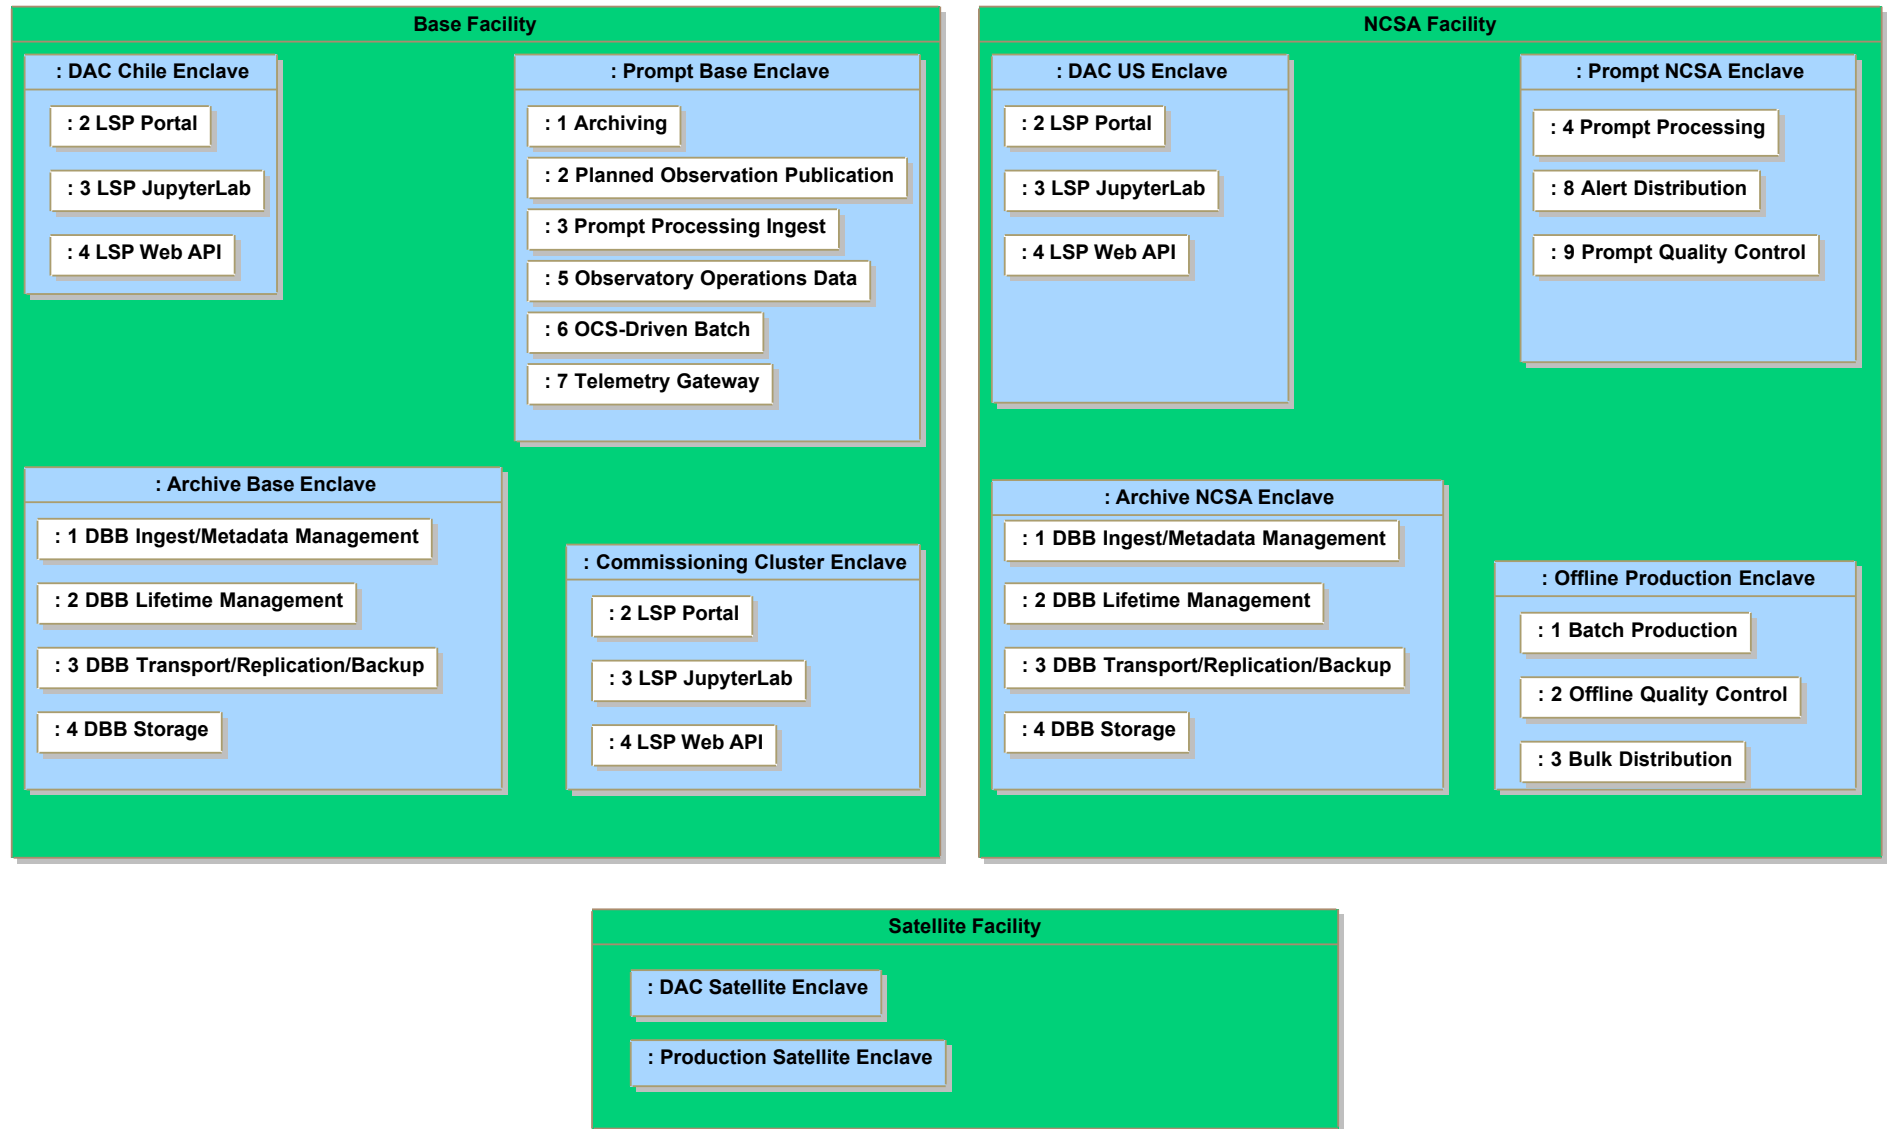 Base Facility
: DAC Chile Enclave
: 2 LSP Portal
: 3 LSP JupyterLab
: 4 LSP Web API
: Prompt Base Enclave
: 1 Archiving
: 2 Planned Observation Publication
: 3 Prompt Processing Ingest
: 5 Observatory Operations Data
: 6 OCS-Driven Batch
: 7 Telemetry Gateway
: Archive Base Enclave
: 1 DBB Ingest/Metadata Management
: 2 DBB Lifetime Management
: 3 DBB Transport/Replication/Backup
: 4 DBB Storage
: Commissioning Cluster Enclave
: 2 LSP Portal
: 3 LSP JupyterLab
: 4 LSP Web API
NCSA Facility
: DAC US Enclave
: 2 LSP Portal
: 3 LSP JupyterLab
: 4 LSP Web API
: Prompt NCSA Enclave
: 4 Prompt Processing
: 8 Alert Distribution
: 9 Prompt Quality Control
: Archive NCSA Enclave
: 1 DBB Ingest/Metadata Management
: 2 DBB Lifetime Management
: 3 DBB Transport/Replication/Backup
: 4 DBB Storage
: Offline Production Enclave
: 1 Batch Production
: 2 Offline Quality Control
: 3 Bulk Distribution
Satellite Facility
: DAC Satellite Enclave
: Production Satellite Enclave